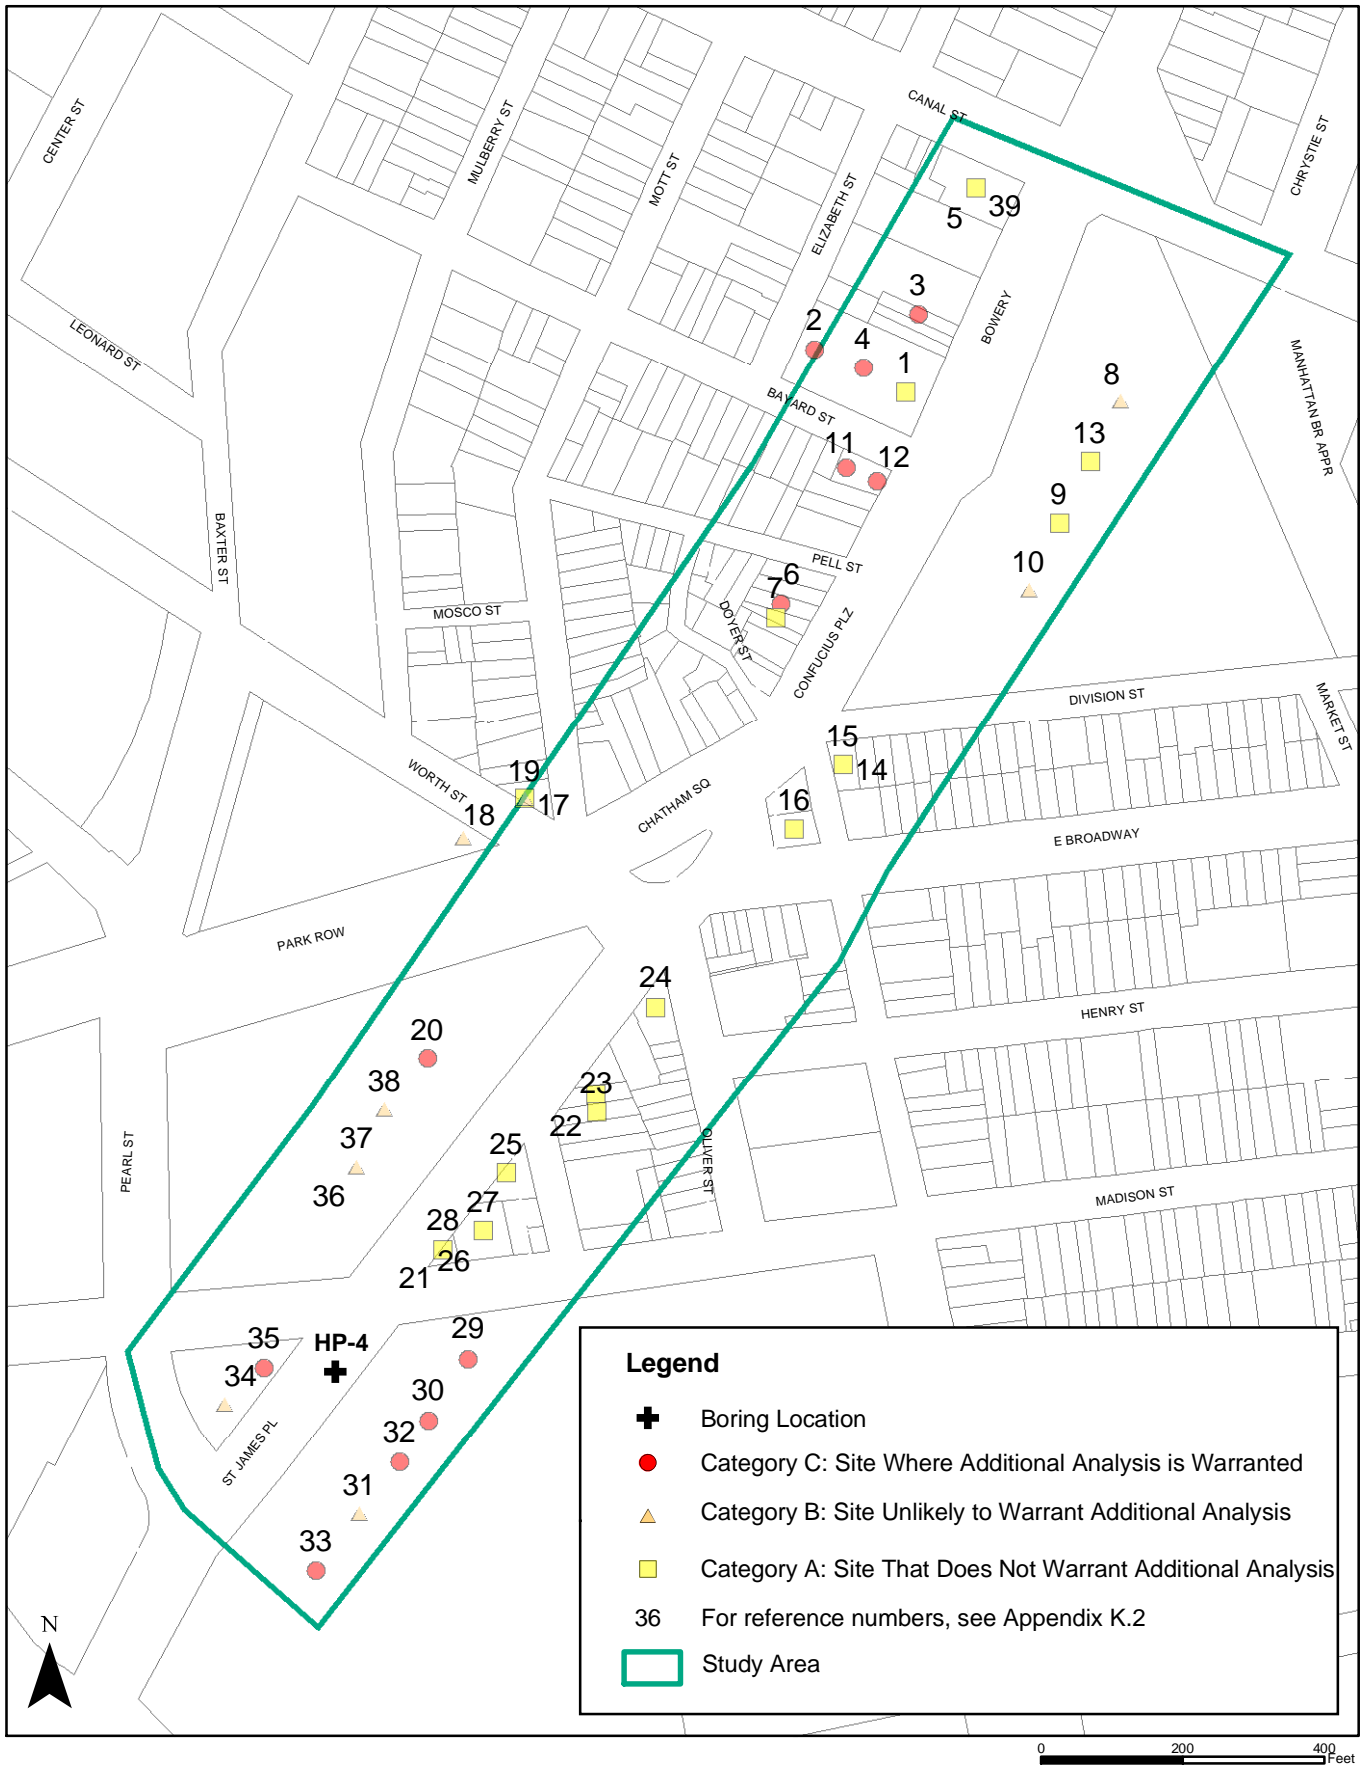 CANAL ST
CENTER ST
MULBERRY ST
MOTT ST
ELIZABETH ST
CHRYSTIE ST
5
39
3
BOWERY
2
4
1
LEONARD ST
MANHATTAN BR APPR
8
BAYARD ST
13
11
12
9
BAXTER ST
10
PELL ST
6
7
MOSCO ST
DOYER ST
CONFUCIUS PLZ
DIVISION ST
MARKET ST
15
14
19
17
WORTH ST
18
CHATHAM SQ
16
E BROADWAY
PARK ROW
24
HENRY ST
20
38
23
22
37
36
25
PEARL ST
OLIVER ST
MADISON ST
27
28
26
21
35
HP-4
29
34
30
32
ST JAMES PL
31
33
Legend
Boring Location
Category C: Site Where Additional Analysis is Warranted
Category B: Site Unlikely to Warrant Additional Analysis
Category A: Site That Does Not Warrant Additional Analysis
36 For reference numbers, see Appendix K.2
Study Area
N
0 200 400
Feet